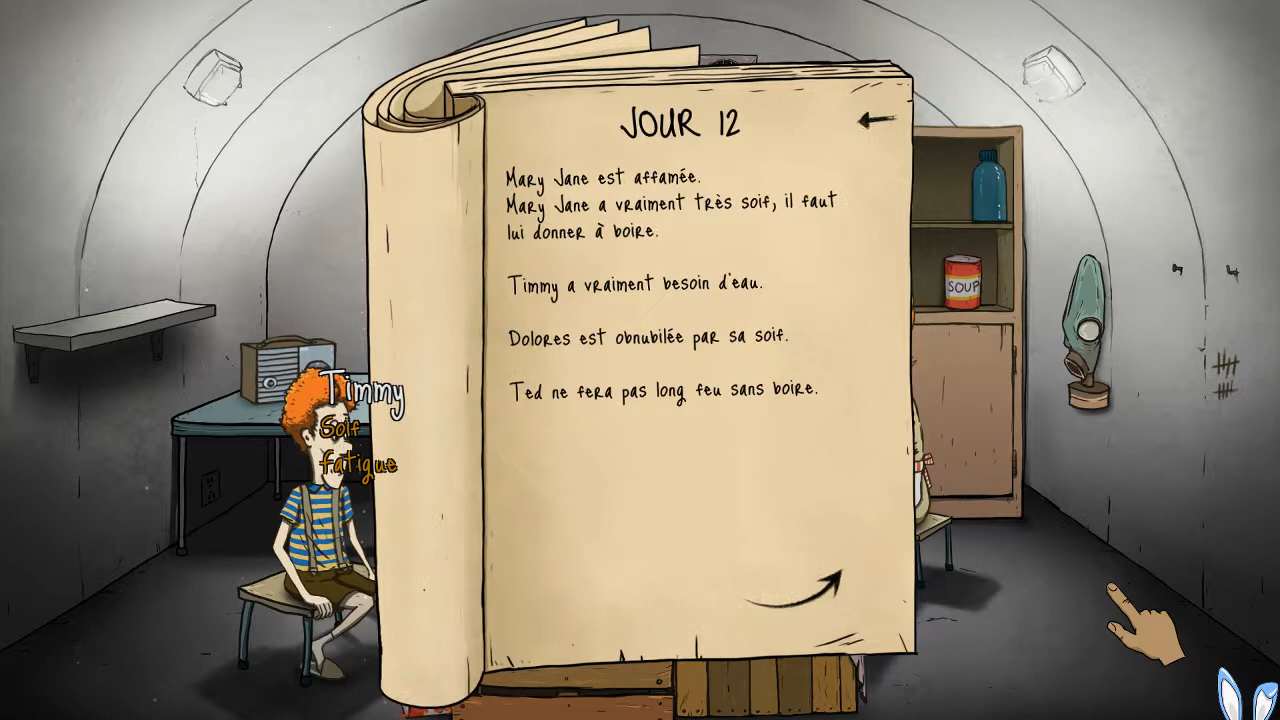 JOUR 12
Mary Jane est affamée.
Mary Jane a vraiment très soif, il faut
lui donner à boire.
Timmy a vraiment besoin d'eau.
Dolores est obnubilée par sa soif.
Ted ne fera pas long feu sans boire.
Timmy
Soif
fatigue
SOUP